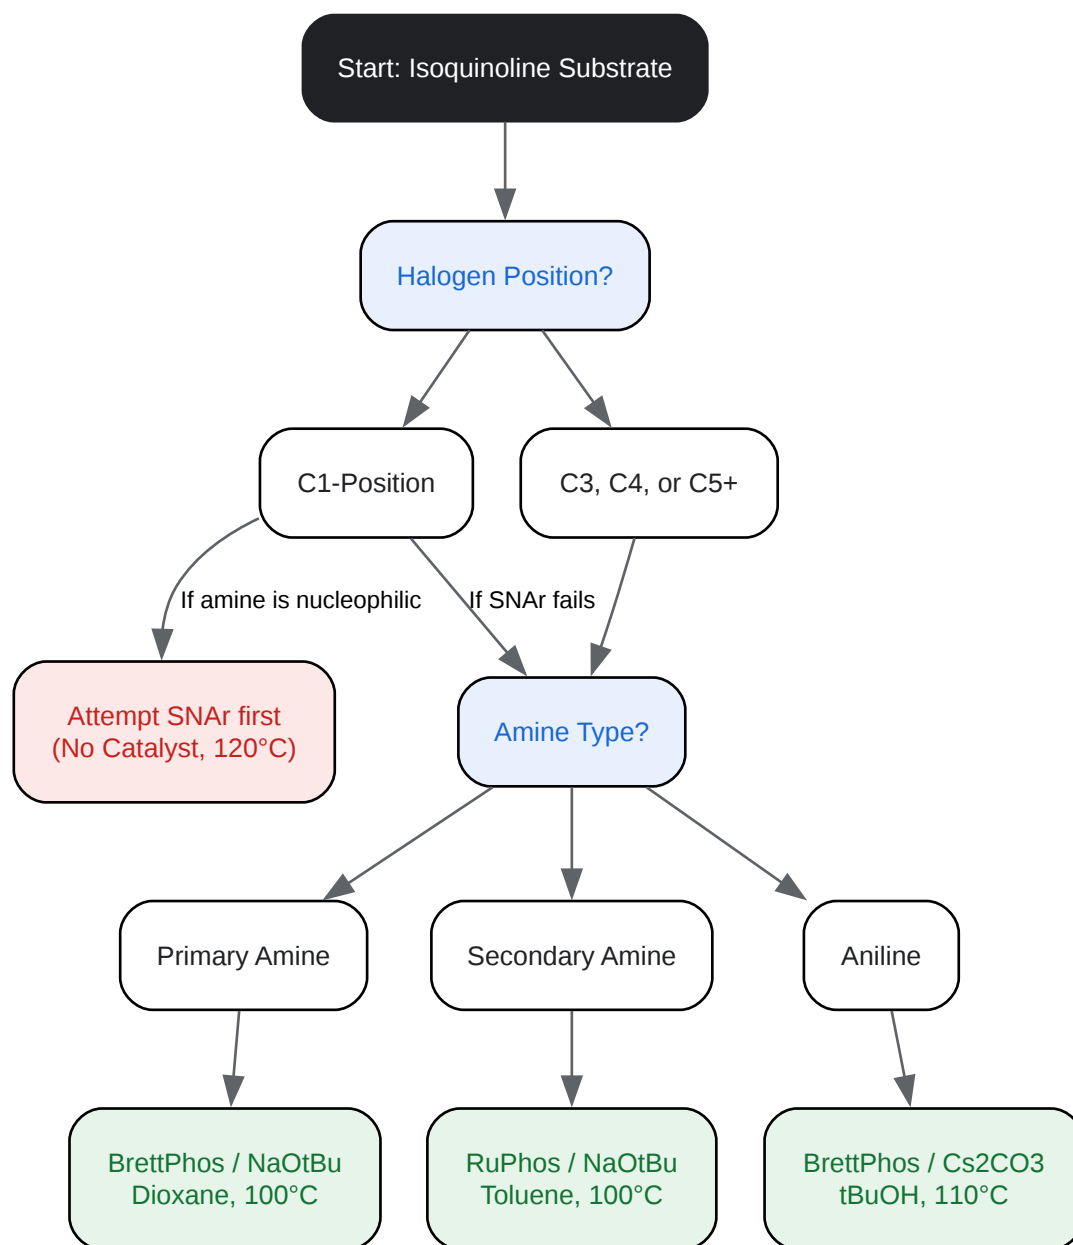 Start: Isoquinoline Substrate
Halogen Position?
C1-Position
C3, C4, or C5+
If amine is nucleophilic
If SNAr fails
Attempt SNAr first
(No Catalyst, 120°C)
Amine Type?
Primary Amine
Secondary Amine
Aniline
BrettPhos / NaOtBu
Dioxane, 100°C
RuPhos / NaOtBu
Toluene, 100°C
BrettPhos / Cs2CO3
tBuOH, 110°C